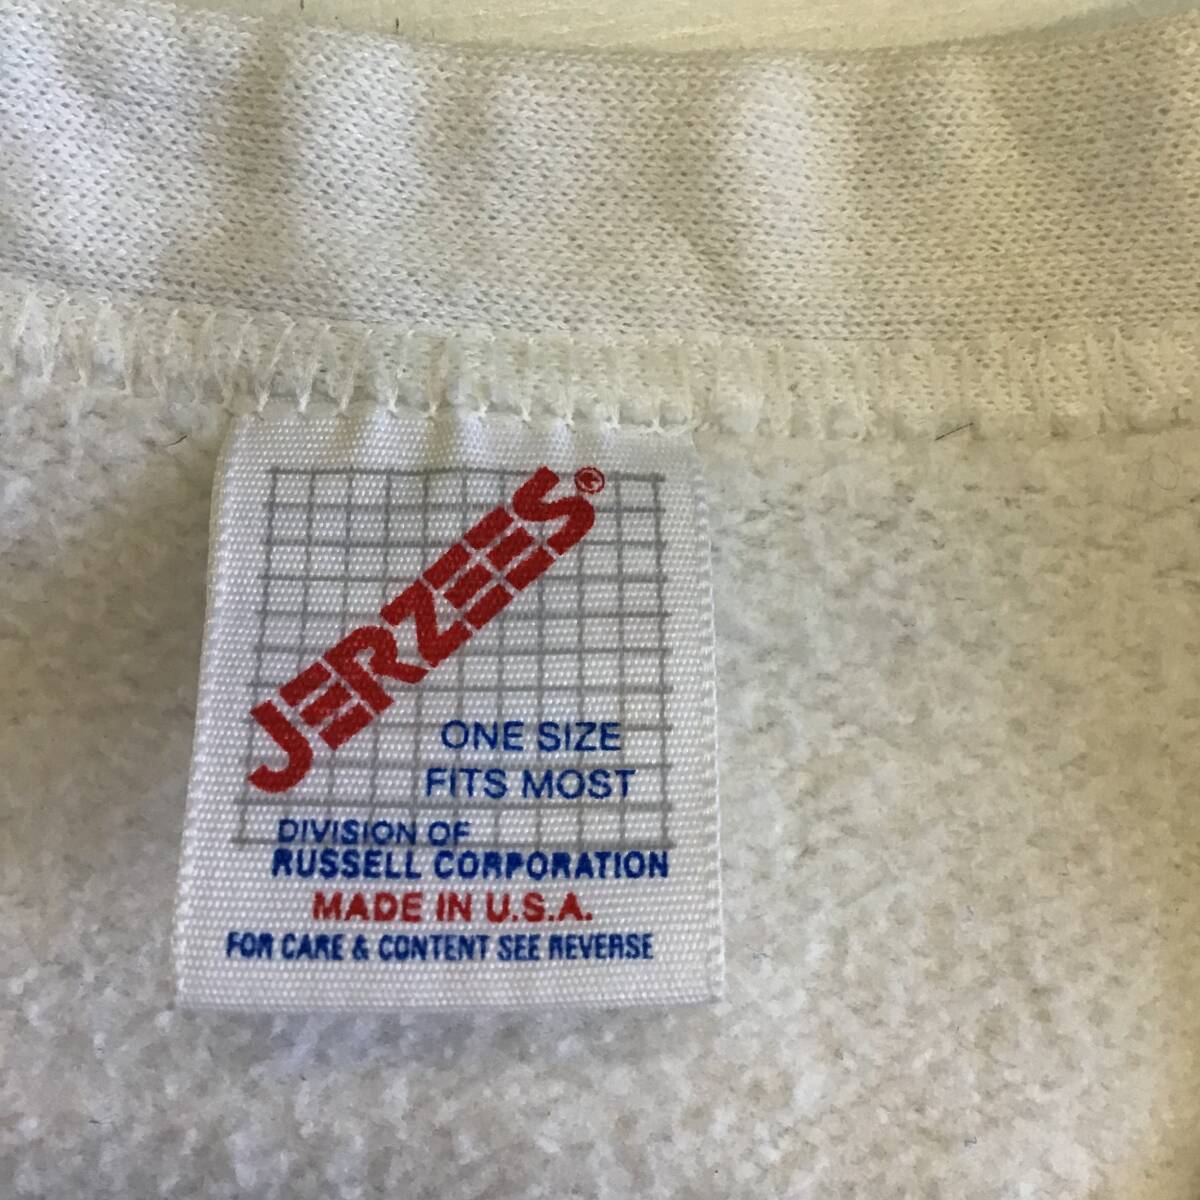 JERZEES®
ONE SIZE
FITS MOST
DIVISION OF
RUSSELL CORPORATION
MADE IN U.S.A.
FOR CARE & CONTENT SEE REVERSE